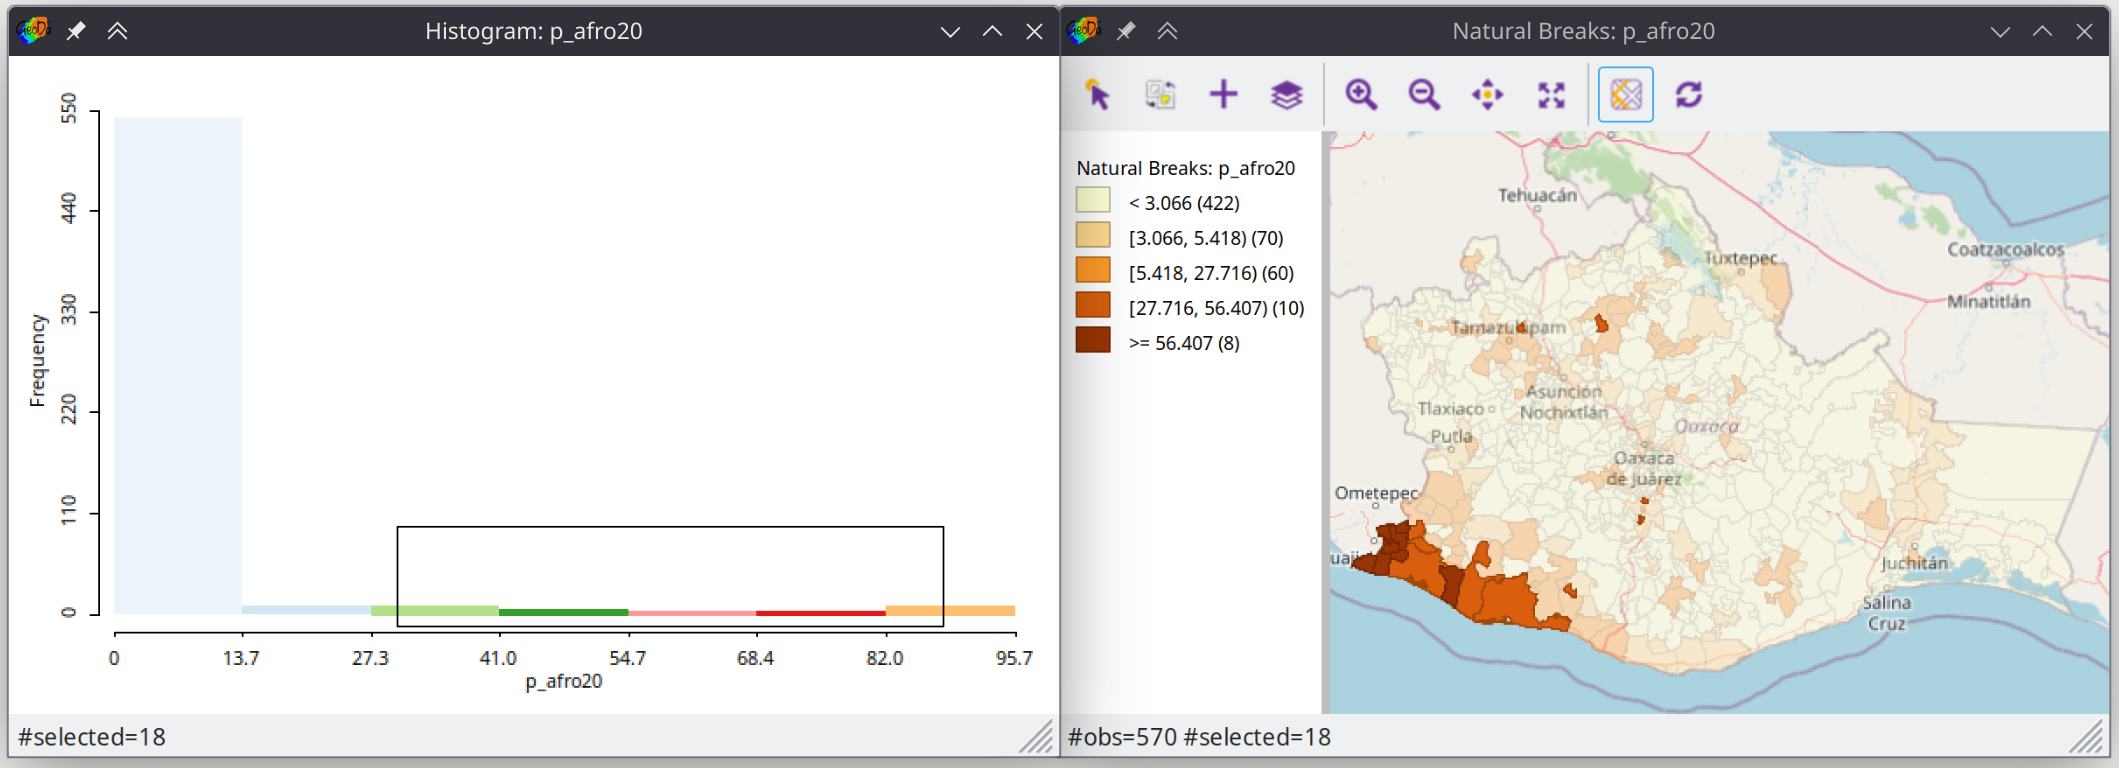 GeoDa
Histogram: p_afro20
550
440
330
220
110
0
Frequency
0 13.7 27.3 41.0 54.7 68.4 82.0 95.7
p_afro20
#selected=18
GeoDa
Natural Breaks: p_afro20
Natural Breaks: p_afro20
< 3.066 (422)
[3.066, 5.418) (70)
[5.418, 27.716) (60)
[27.716, 56.407) (10)
>= 56.407 (8)
Tehuacán
Tuxtepec
Coatzacoalcos
Minatitlán
Tamazulapam
Asunción
Nochixtlán
Tlaxiaco
Putla
Oaxaca
Oaxaca
de Juárez
Ometepec
uaji
Juchitán
Salina
Cruz
#obs=570 #selected=18